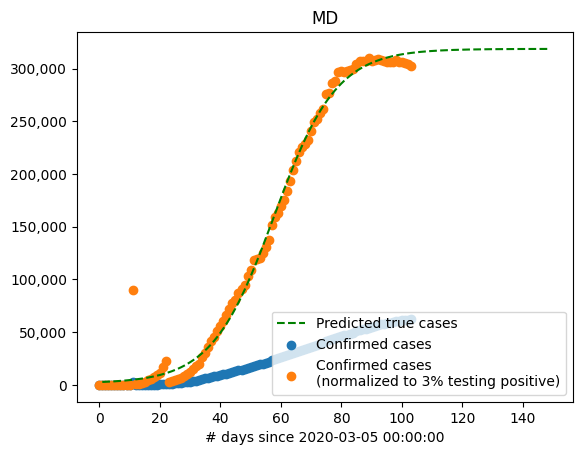 MD
300,000
250,000
200,000
150,000
100,000
50,000
0
Predicted true cases
Confirmed cases
Confirmed cases
(normalized to 3% testing positive)
0 20 40 60 80 100 120 140
# days since 2020-03-05 00:00:00